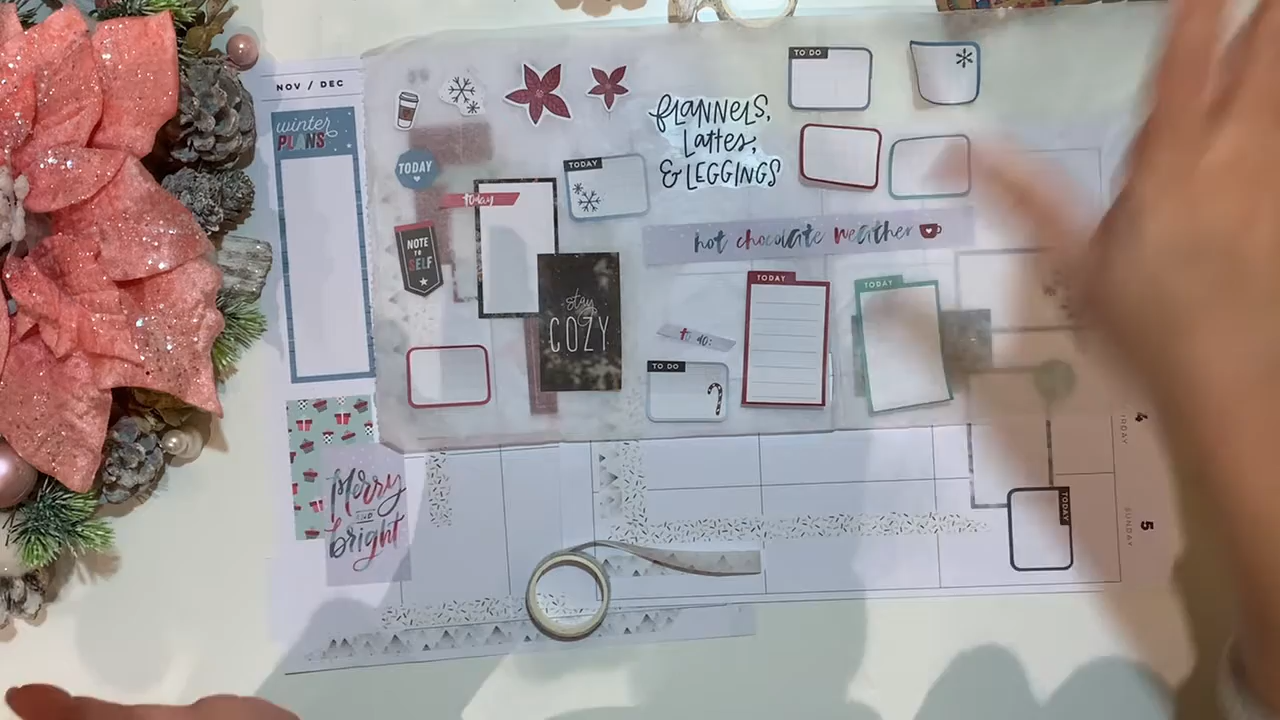 NOV / DEC
winter
PLANS
TODAY
today
NOTE
TO
SELF
TODAY
stay
COZY
flannels,
lattes,
& LEGGINGS
TO DO
hot chocolate weather
TODAY
TODAY
to do:
TO DO
Merry
AND
bright
4
5
SUNDAY
TODAY